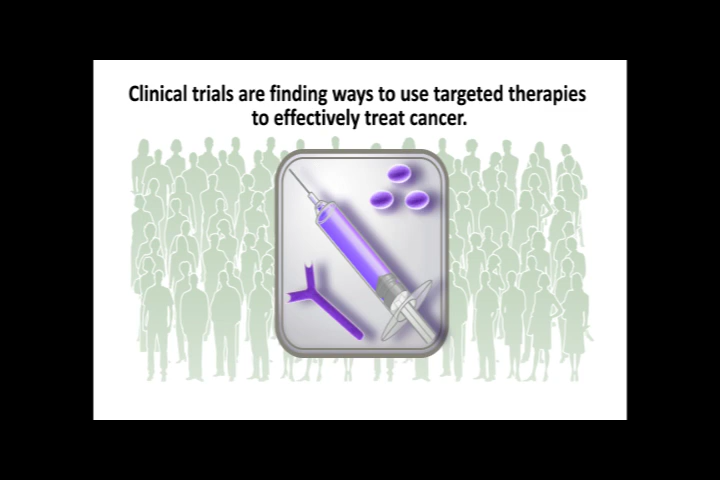 Clinical trials are finding ways to use targeted therapies
to effectively treat cancer.